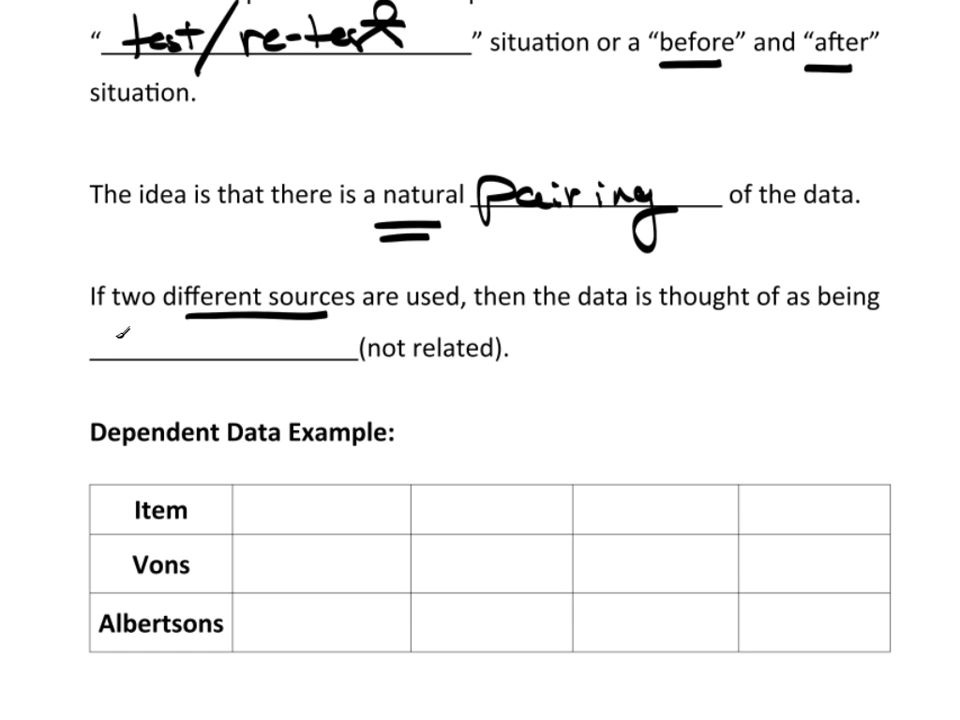 “ test/re-test ” situation or a “before” and “after”
situation.
The idea is that there is a natural pairing of the data.
If two different sources are used, then the data is thought of as being
(not related).
Dependent Data Example:
Item
Vons
Albertsons